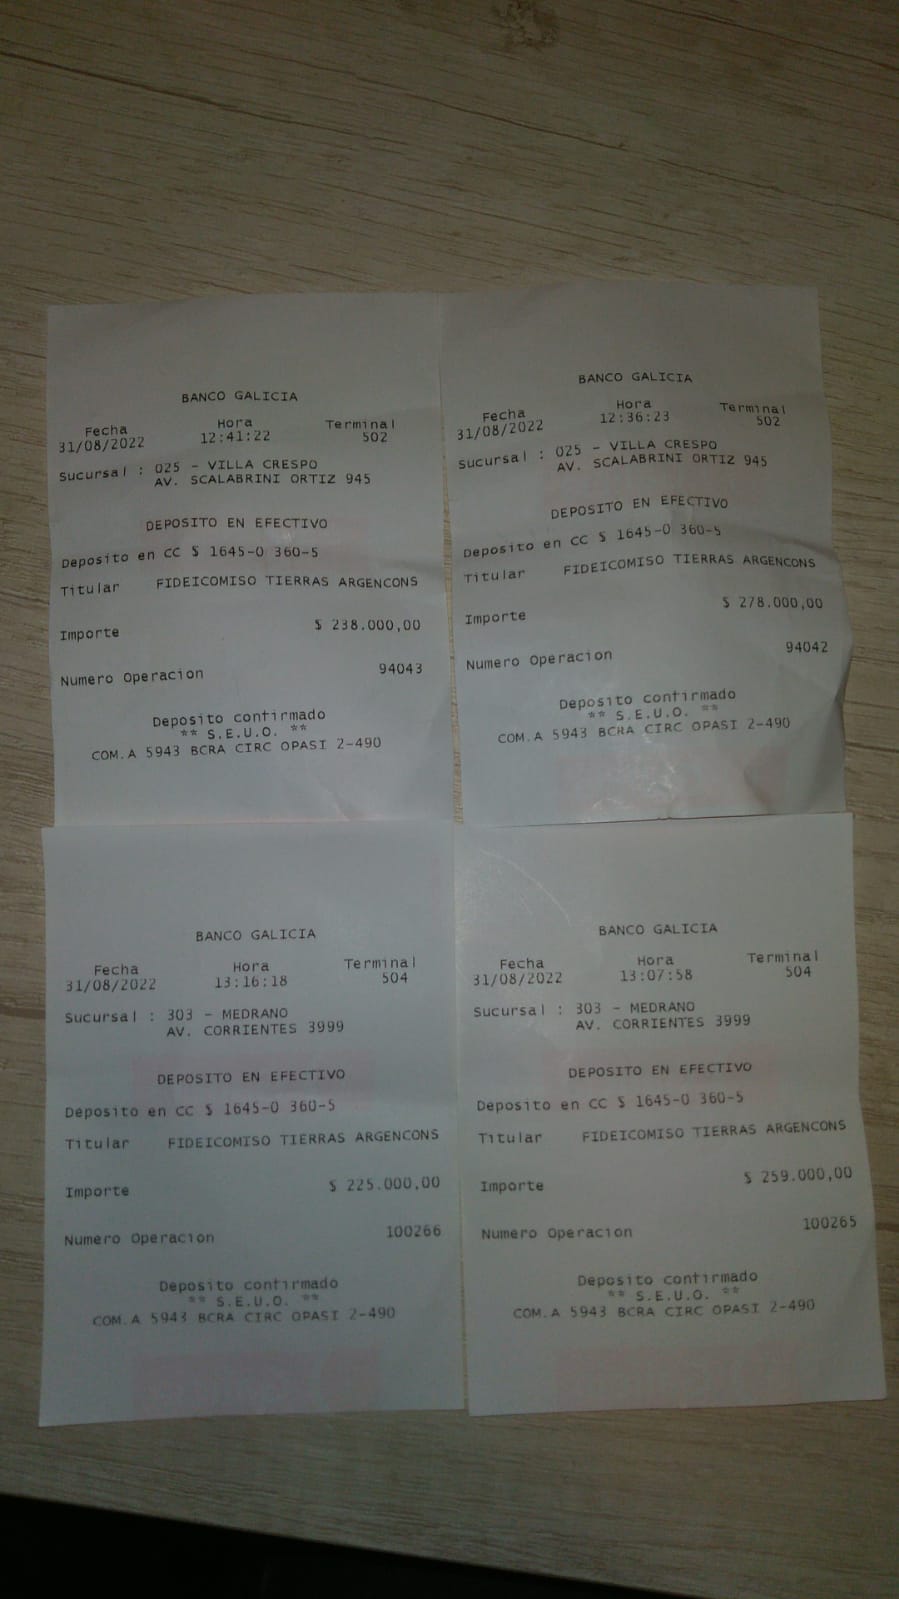 BANCO GALICIA
Fecha Hora Terminal
31/08/2022 12:41:22 502
Sucursal : 025 - VILLA CRESPO
AV. SCALABRINI ORTIZ 945
DEPOSITO EN EFECTIVO
Deposito en CC $ 1645-0 360-5
Titular FIDEICOMISO TIERRAS ARGENCONS
Importe $ 238.000,00
Numero Operacion 94043
Deposito confirmado
** S.E.U.O. **
COM.A 5943 BCRA CIRC OPASI 2-490
BANCO GALICIA
Fecha Hora Terminal
31/08/2022 12:36:23 502
Sucursal : 025 - VILLA CRESPO
AV. SCALABRINI ORTIZ 945
DEPOSITO EN EFECTIVO
Deposito en CC $ 1645-0 360-5
Titular FIDEICOMISO TIERRAS ARGENCONS
Importe $ 278.000,00
Numero Operacion 94042
Deposito confirmado
** S.E.U.O. **
COM.A 5943 BCRA CIRC OPASI 2-490
BANCO GALICIA
Fecha Hora Terminal
31/08/2022 13:16:18 504
Sucursal : 303 - MEDRANO
AV. CORRIENTES 3999
DEPOSITO EN EFECTIVO
Deposito en CC $ 1645-0 360-5
Titular FIDEICOMISO TIERRAS ARGENCONS
Importe $ 225.000,00
Numero Operacion 100266
Deposito confirmado
** S.E.U.O. **
COM.A 5943 BCRA CIRC OPASI 2-490
BANCO GALICIA
Fecha Hora Terminal
31/08/2022 13:07:58 504
Sucursal : 303 - MEDRANO
AV. CORRIENTES 3999
DEPOSITO EN EFECTIVO
Deposito en CC $ 1645-0 360-5
Titular FIDEICOMISO TIERRAS ARGENCONS
Importe $ 259.000,00
Numero Operacion 100265
Deposito confirmado
** S.E.U.O. **
COM.A 5943 BCRA CIRC OPASI 2-490